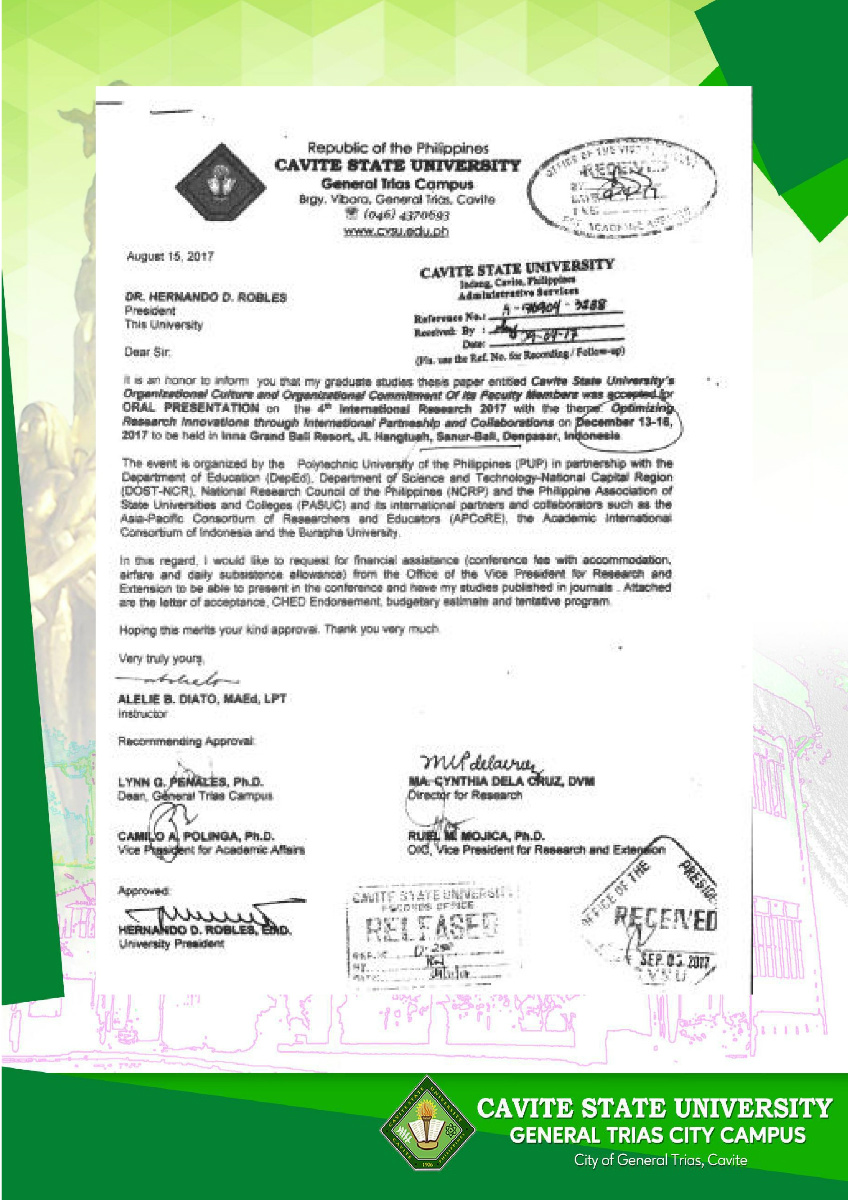 Republic of the Philippines
CAVITE STATE UNIVERSITY
General Trias Campus
Brgy. Vibora, General Trias, Cavite
(046) 4370693
www.cvsu.edu.ph
OFFICE OF THE VICE PRESIDENT
RECEIVED
BY
DATE
TIME
FOR ACADEMIC AFFAIRS
August 15, 2017
CAVITE STATE UNIVERSITY
Indang, Cavite, Philippines
Administrative Services
Reference No.:
Received By :
Date:
(Pls. use the Ref. No. for Recording / Follow-up)
DR. HERNANDO D. ROBLES
President
This University
Dear Sir:
It is an honor to inform you that my graduate studies thesis paper entitled Cavite State University's
Organizational Culture and Organizational Commitment Of Its Faculty Members was accepted for
ORAL PRESENTATION on the 4th International Research 2017 with the theme: Optimizing
Research Innovations through International Partneship and Collaborations on December 13-16,
2017 to be held in Inna Grand Bali Resort, JL Hangtuah, Sanur-Bali, Denpasar, Indonesia.
The event is organized by the Polytechnic University of the Philippines (PUP) in partnership with the
Department of Education (DepEd), Department of Science and Technology-National Capital Region
(DOST-NCR), National Research Council of the Philippines (NCRP) and the Philippine Association of
State Universities and Colleges (PASUC) and its international partners and collaborators such as the
Asia-Pacific Consortium of Researchers and Educators (APCoRE), the Academic International
Consortium of Indonesia and the Burapha University.
In this regard, I would like to request for financial assistance (conference fee with accommodation,
airfare and daily subsistence allowance) from the Office of the Vice President for Research and
Extension to be able to present in the conference and have my studies published in journals . Attached
are the letter of acceptance, CHED Endorsement, budgetary estimate and tentative program.
Hoping this merits your kind approval. Thank you very much.
Very truly yours,
ALELIE B. DIATO, MAEd, LPT
Instructor
Recommending Approval:
LYNN G. PENALES, Ph.D.
Dean, General Trias Campus
MA. CYNTHIA DELA CRUZ, DVM
Director for Research
CAMILO A. POLINGA, Ph.D.
Vice President for Academic Affairs
RUEL M. MOJICA, Ph.D.
OIC, Vice President for Research and Extension
Approved:
HERNANDO D. ROBLES, EdD.
University President
CAVITE STATE UNIVERSITY
RECORDS OFFICE
RELEASED
OFFICE OF THE
RECEIVED
SEP 05 2017
CVSU
CAVITE STATE UNIVERSITY
GENERAL TRIAS CITY CAMPUS
City of General Trias, Cavite
1906